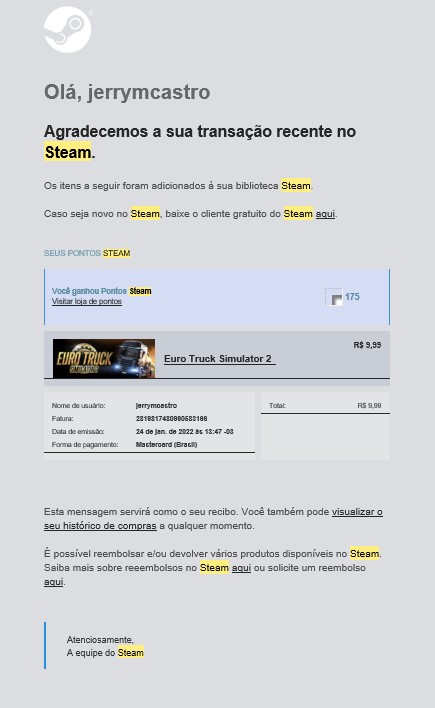 Olá, jerrymcastro
Agradecemos a sua transação recente no
Steam.
Os itens a seguir foram adicionados à sua biblioteca Steam.
Caso seja novo no Steam, baixe o cliente gratuito do Steam aqui.
SEUS PONTOS STEAM
Você ganhou Pontos Steam
Visitar loja de pontos
175
R$ 9,99
EURO TRUCK
SIMULATOR
Euro Truck Simulator 2
Nome de usuário: jerrymcastro
Fatura: 2319317480690583166
Data de emissão: 24 de jan. de 2022 às 13:47 -03
Forma de pagamento: Mastercard (Brasil)
Total: R$ 9,99
Esta mensagem servirá como o seu recibo. Você também pode visualizar o
seu histórico de compras a qualquer momento.
É possível reembolsar e/ou devolver vários produtos disponíveis no Steam.
Saiba mais sobre reeembolsos no Steam aqui ou solicite um reembolso
aqui.
Atenciosamente,
A equipe do Steam